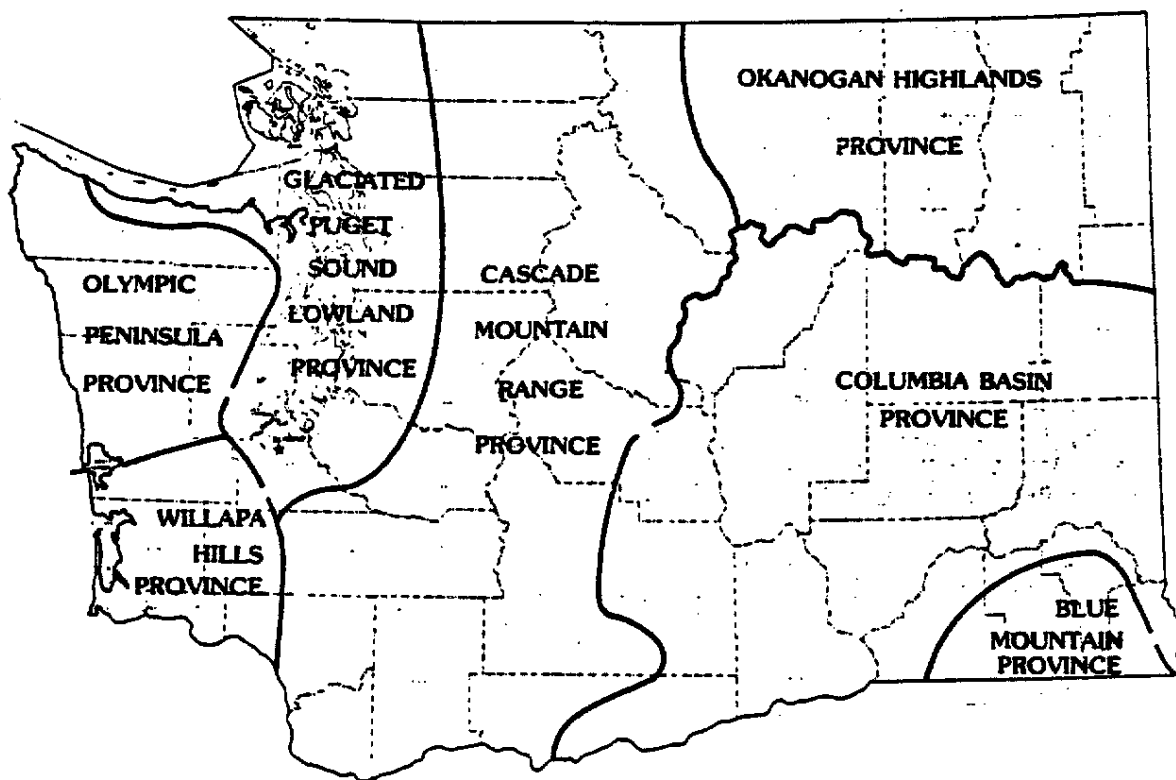 OKANOGAN HIGHLANDS
PROVINCE
GLACIATED
PUGET
SOUND
LOWLAND
PROVINCE
OLYMPIC
PENINSULA
PROVINCE
CASCADE
MOUNTAIN
RANGE
PROVINCE
COLUMBIA BASIN
PROVINCE
WILLAPA
HILLS
PROVINCE
BLUE
MOUNTAIN
PROVINCE